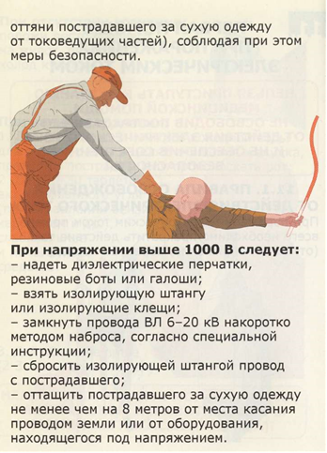 оттяни пострадавшего за сухую одежду
от токоведущих частей), соблюдая при этом
меры безопасности.
При напряжении выше 1000 В следует:
– надеть диэлектрические перчатки,
резиновые боты или галоши;
– взять изолирующую штангу
или изолирующие клещи;
– замкнуть провода ВЛ 6–20 кВ накоротко
методом наброса, согласно специальной
инструкции;
– сбросить изолирующей штангой провод
с пострадавшего;
– оттащить пострадавшего за сухую одежду
не менее чем на 8 метров от места касания
проводом земли или от оборудования,
находящегося под напряжением.